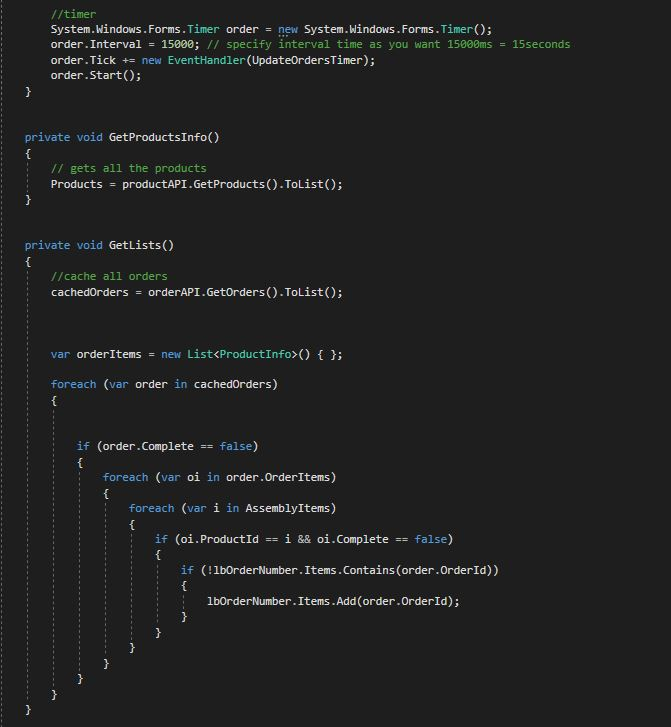 //timer
System.Windows.Forms.Timer order = new System.Windows.Forms.Timer();
order.Interval = 15000; // specify interval time as you want 15000ms = 15seconds
order.Tick += new EventHandler(UpdateOrdersTimer);
order.Start();
}
private void GetProductsInfo()
{
// gets all the products
Products = productAPI.GetProducts().ToList();
}
private void GetLists()
{
//cache all orders
cachedOrders = orderAPI.GetOrders().ToList();
var orderItems = new List<ProductInfo>() { };
foreach (var order in cachedOrders)
{
if (order.Complete == false)
{
foreach (var oi in order.OrderItems)
{
foreach (var i in AssemblyItems)
{
if (oi.ProductId == i && oi.Complete == false)
{
if (!lbOrderNumber.Items.Contains(order.OrderId))
{
lbOrderNumber.Items.Add(order.OrderId);
}
}
}
}
}
}
}